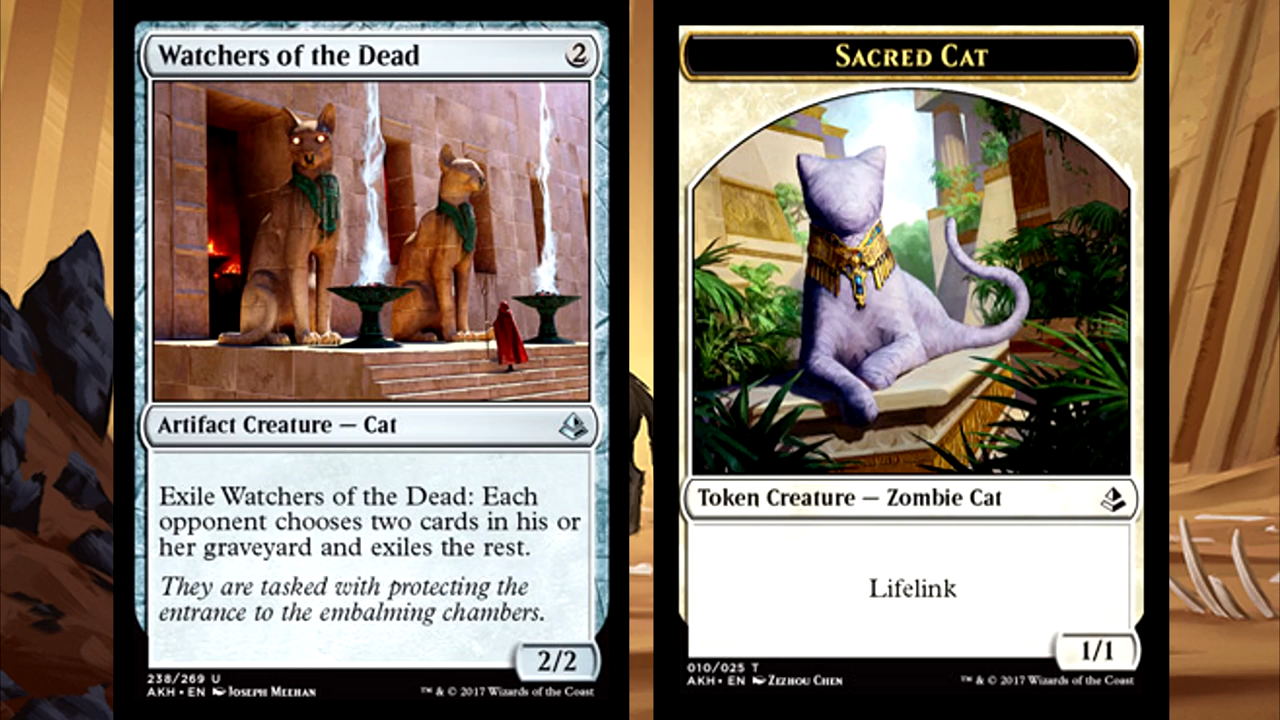 Watchers of the Dead 2
Artifact Creature — Cat
Exile Watchers of the Dead: Each
opponent chooses two cards in his or
her graveyard and exiles the rest.
They are tasked with protecting the
entrance to the embalming chambers.
2/2
238/269 U
AKH • EN Joseph Meehan
™ & © 2017 Wizards of the Coast
SACRED CAT
Token Creature — Zombie Cat
Lifelink
1/1
010/025 T
AKH • EN Zezhou Chen
™ & © 2017 Wizards of the Coast